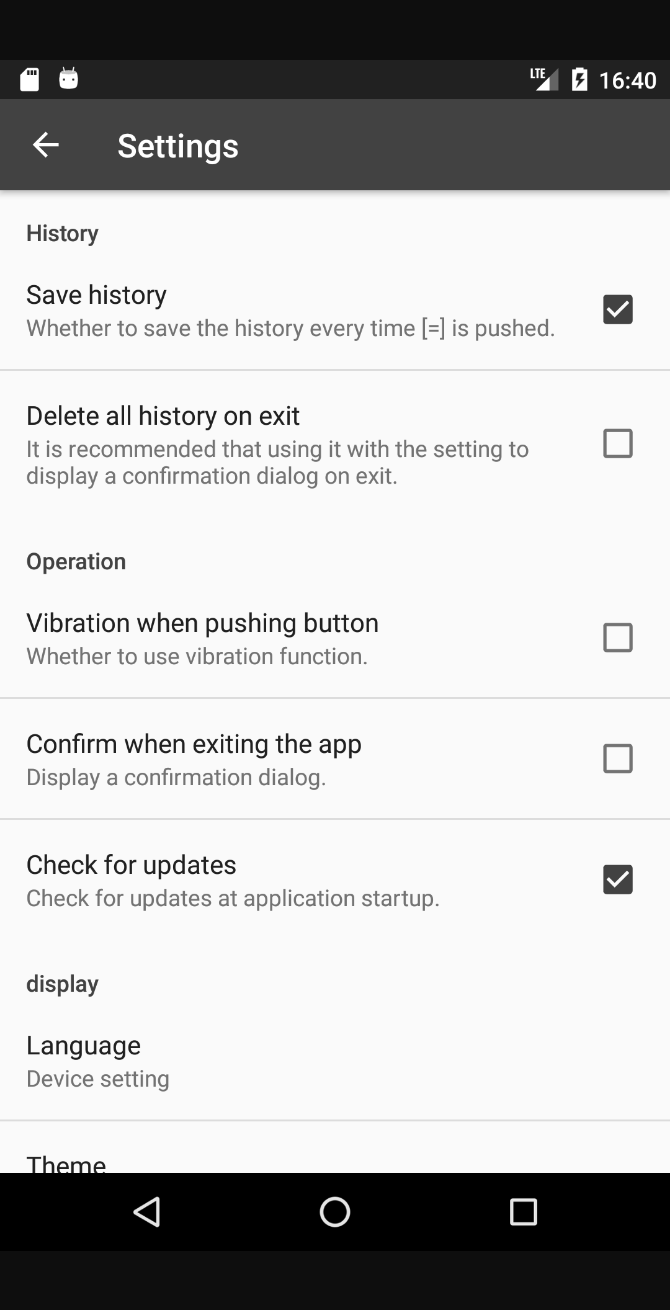 LTE 16:40
Settings
History
Save history
Whether to save the history every time [=] is pushed.
Delete all history on exit
It is recommended that using it with the setting to
display a confirmation dialog on exit.
Operation
Vibration when pushing button
Whether to use vibration function.
Confirm when exiting the app
Display a confirmation dialog.
Check for updates
Check for updates at application startup.
display
Language
Device setting
Theme